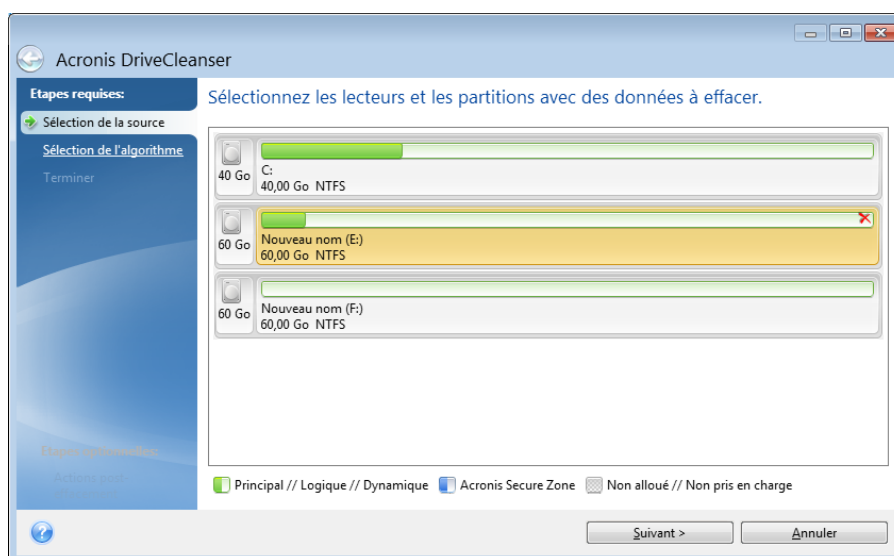 Acronis DriveCleanser
Etapes requises:
Sélection de la source
Sélection de l'algorithme
Terminer
Sélectionnez les lecteurs et les partitions avec des données à effacer.
40 Go
C:
40,00 Go NTFS
60 Go
Nouveau nom (E:)
60,00 Go NTFS
60 Go
Nouveau nom (F:)
60,00 Go NTFS
Principal // Logique // Dynamique
Acronis Secure Zone
Non alloué // Non pris en charge
Suivant >
Annuler